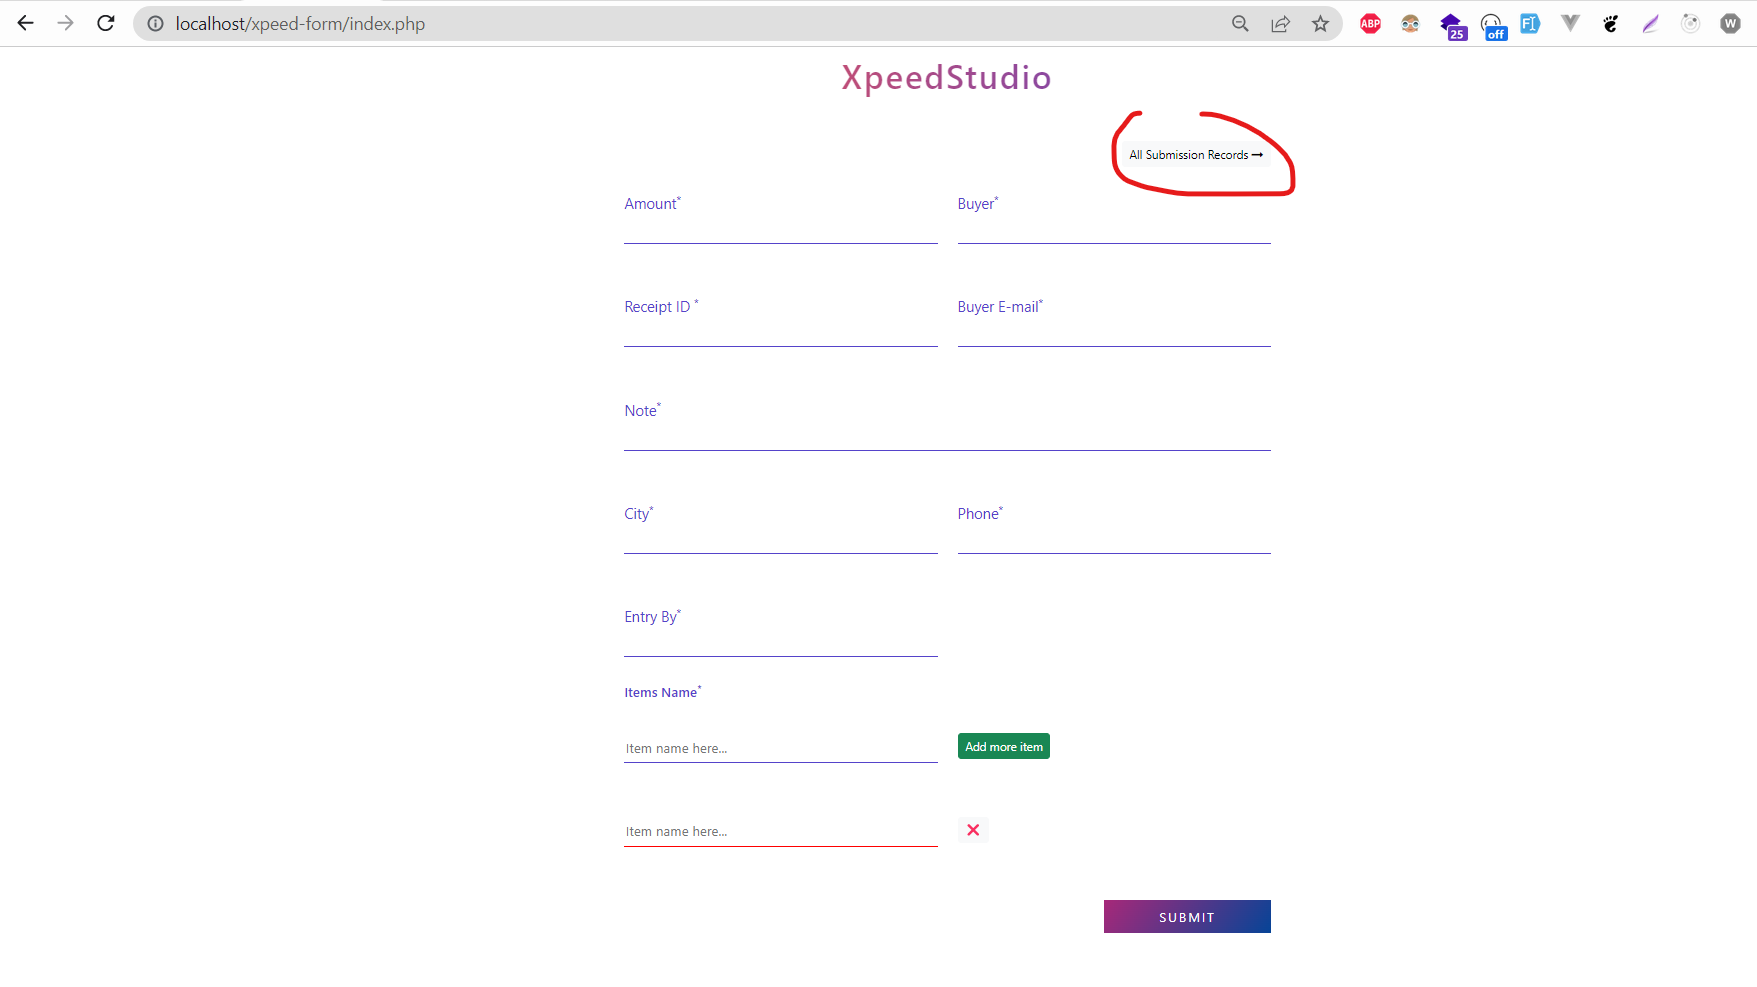 localhost/xpeed-form/index.php
ABP
25
off
F
W
XpeedStudio
All Submission Records →
Amount*
Buyer*
Receipt ID *
Buyer E-mail*
Note*
City*
Phone*
Entry By*
Items Name*
Item name here...
Add more item
Item name here...
SUBMIT